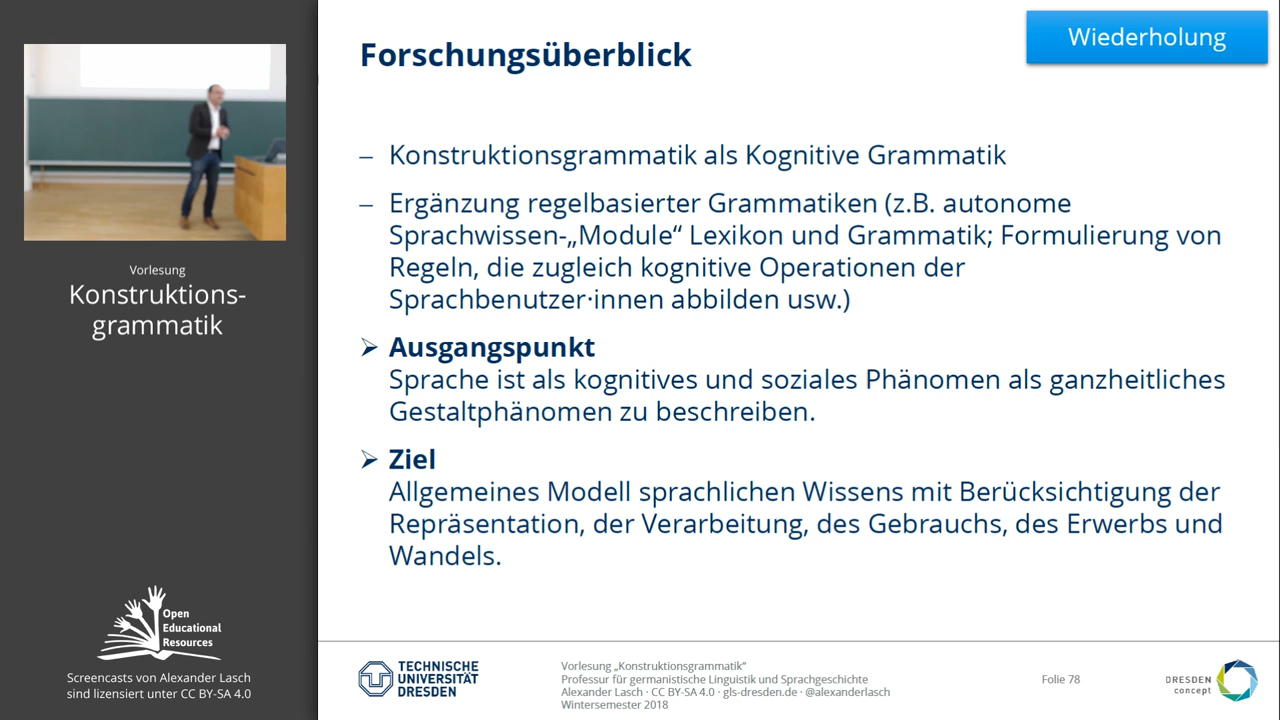 Wiederholung
Forschungsüberblick
– Konstruktionsgrammatik als Kognitive Grammatik
– Ergänzung regelbasierter Grammatiken (z.B. autonome
Sprachwissen-„Module“ Lexikon und Grammatik; Formulierung von
Regeln, die zugleich kognitive Operationen der
Sprachbenutzer·innen abbilden usw.)
➢ Ausgangspunkt
Sprache ist als kognitives und soziales Phänomen als ganzheitliches
Gestaltphänomen zu beschreiben.
➢ Ziel
Allgemeines Modell sprachlichen Wissens mit Berücksichtigung der
Repräsentation, der Verarbeitung, des Gebrauchs, des Erwerbs und
Wandels.
Vorlesung
Konstruktions-
grammatik
Open
Educational
Resources
Screencasts von Alexander Lasch
sind lizensiert unter CC BY-SA 4.0
TECHNISCHE
UNIVERSITÄT
DRESDEN
Vorlesung „Konstruktionsgrammatik“
Professur für germanistische Linguistik und Sprachgeschichte
Alexander Lasch · CC BY-SA 4.0 · gls-dresden.de · @alexanderlasch
Wintersemester 2018
Folie 78
DRESDEN
concept